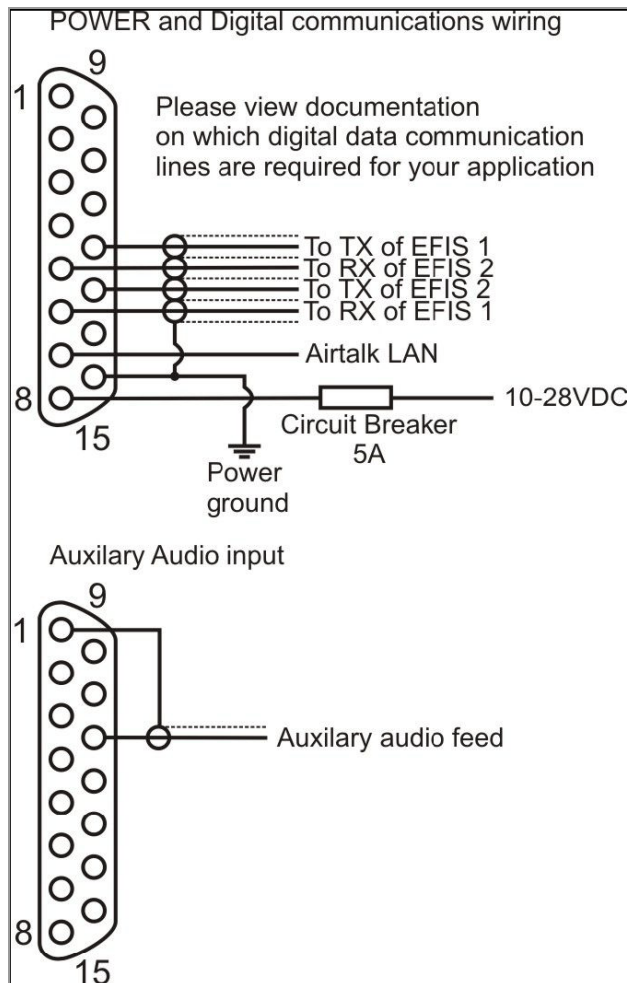 POWER and Digital communications wiring
9
1
Please view documentation
on which digital data communication
lines are required for your application
To TX of EFIS 1
To RX of EFIS 2
To TX of EFIS 2
To RX of EFIS 1
Airtalk LAN
8
10-28VDC
15
Circuit Breaker
5A
Power
ground
Auxilary Audio input
9
1
Auxilary audio feed
8
15